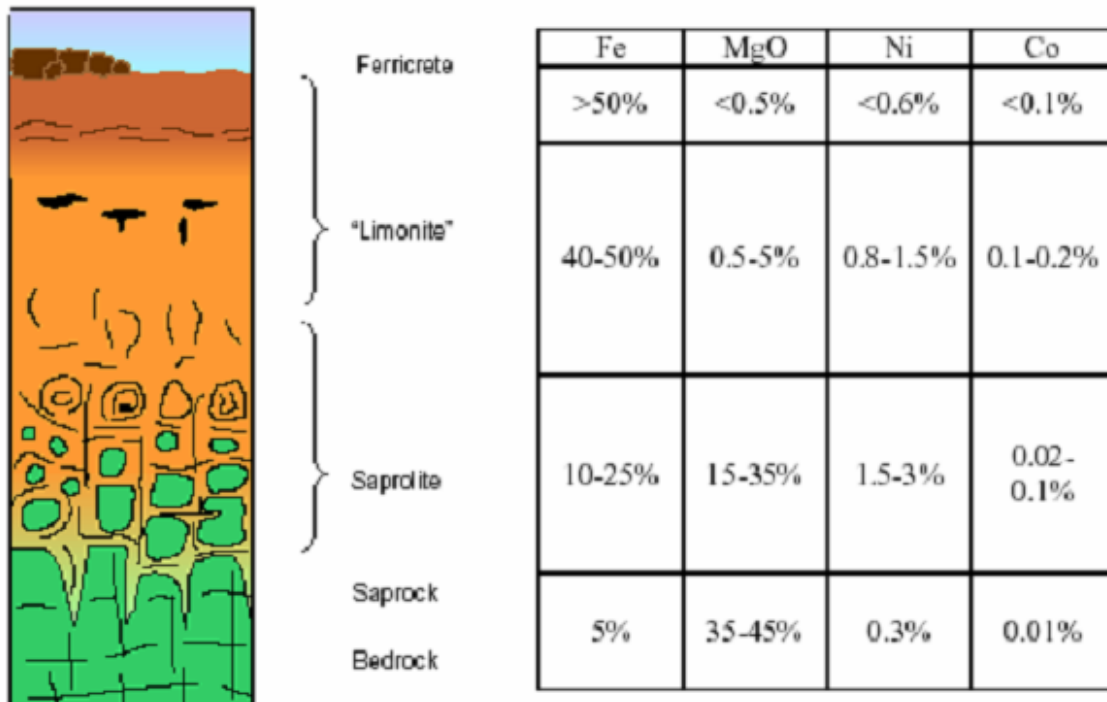 Ferricrete
"Limonite"
Saprolite
Saprock
Bedrock
Fe MgO Ni Co
>50% <0.5% <0.6% <0.1%
40-50% 0.5-5% 0.8-1.5% 0.1-0.2%
10-25% 15-35% 1.5-3% 0.02-
0.1%
5% 35-45% 0.3% 0.01%